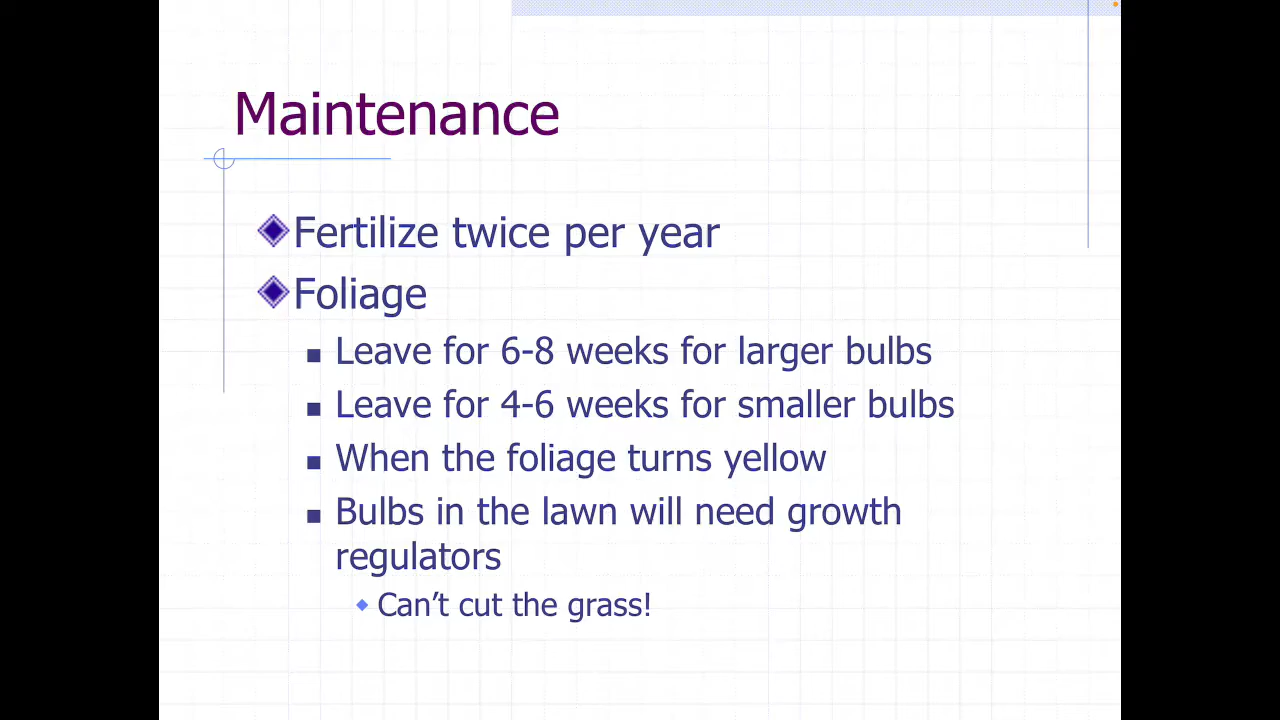 Maintenance
Fertilize twice per year
Foliage
Leave for 6-8 weeks for larger bulbs
Leave for 4-6 weeks for smaller bulbs
When the foliage turns yellow
Bulbs in the lawn will need growth
regulators
Can’t cut the grass!